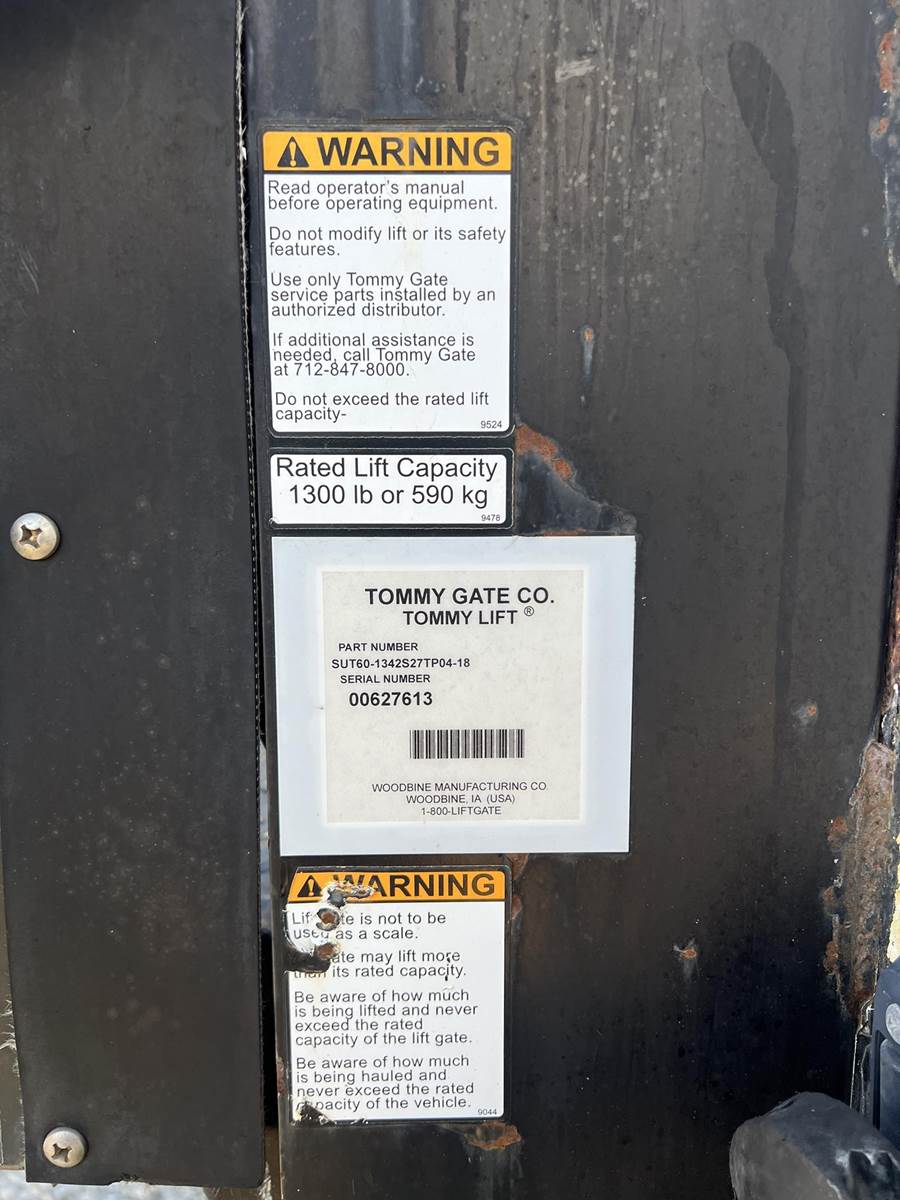 WARNING
Read operator's manual
before operating equipment.
Do not modify lift or its safety
features.
Use only Tommy Gate
service parts installed by an
authorized distributor.
If additional assistance is
needed, call Tommy Gate
at 712-847-8000.
Do not exceed the rated lift
capacity-
9524
Rated Lift Capacity
1300 lb or 590 kg
9478
TOMMY GATE CO.
TOMMY LIFT ®
PART NUMBER
SUT60-1342S27TP04-18
SERIAL NUMBER
00627613
WOODBINE MANUFACTURING CO.
WOODBINE, IA (USA)
1-800-LIFTGATE
WARNING
is not to be
used as a scale.
may lift more
than its rated capacity.
Be aware of how much
is being lifted and never
exceed the rated
capacity of the lift gate.
Be aware of how much
is being hauled and
never exceed the rated
capacity of the vehicle.
9044